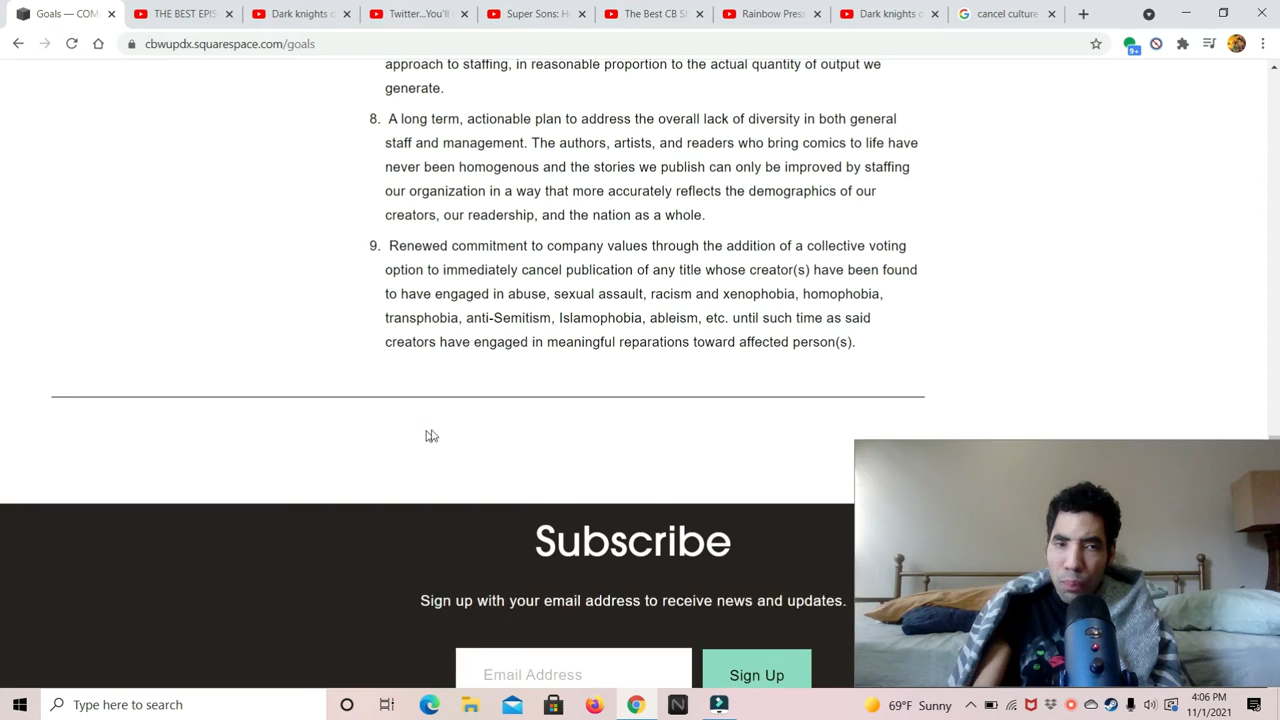 Goals — COM
THE BEST EPIS
Dark knights o
Twitter...You'll
Super Sons: H
The Best CB S
Rainbow Press
Dark knights o
cancel culture
cbwupdx.squarespace.com/goals
9+
approach to staffing, in reasonable proportion to the actual quantity of output we
generate.
8. A long term, actionable plan to address the overall lack of diversity in both general
staff and management. The authors, artists, and readers who bring comics to life have
never been homogenous and the stories we publish can only be improved by staffing
our organization in a way that more accurately reflects the demographics of our
creators, our readership, and the nation as a whole.
9. Renewed commitment to company values through the addition of a collective voting
option to immediately cancel publication of any title whose creator(s) have been found
to have engaged in abuse, sexual assault, racism and xenophobia, homophobia,
transphobia, anti-Semitism, Islamophobia, ableism, etc. until such time as said
creators have engaged in meaningful reparations toward affected person(s).
Subscribe
Sign up with your email address to receive news and updates.
Email Address
Sign Up
Type here to search
69°F Sunny
4:06 PM
11/1/2021